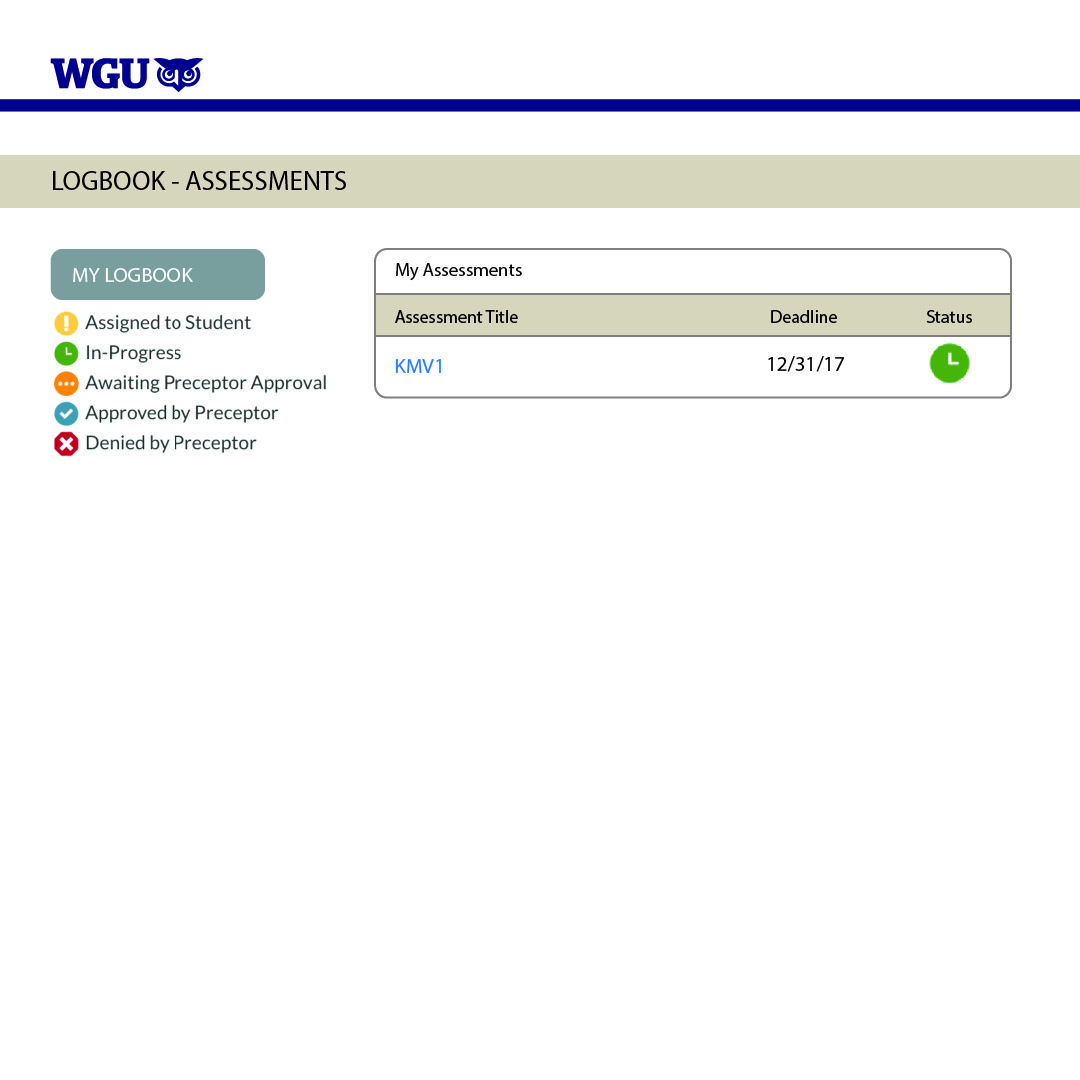 WGU
LOGBOOK - ASSESSMENTS
MY LOGBOOK
Assigned to Student
In-Progress
Awaiting Preceptor Approval
Approved by Preceptor
Denied by Preceptor
My Assessments
Assessment Title Deadline Status
KMV1 12/31/17